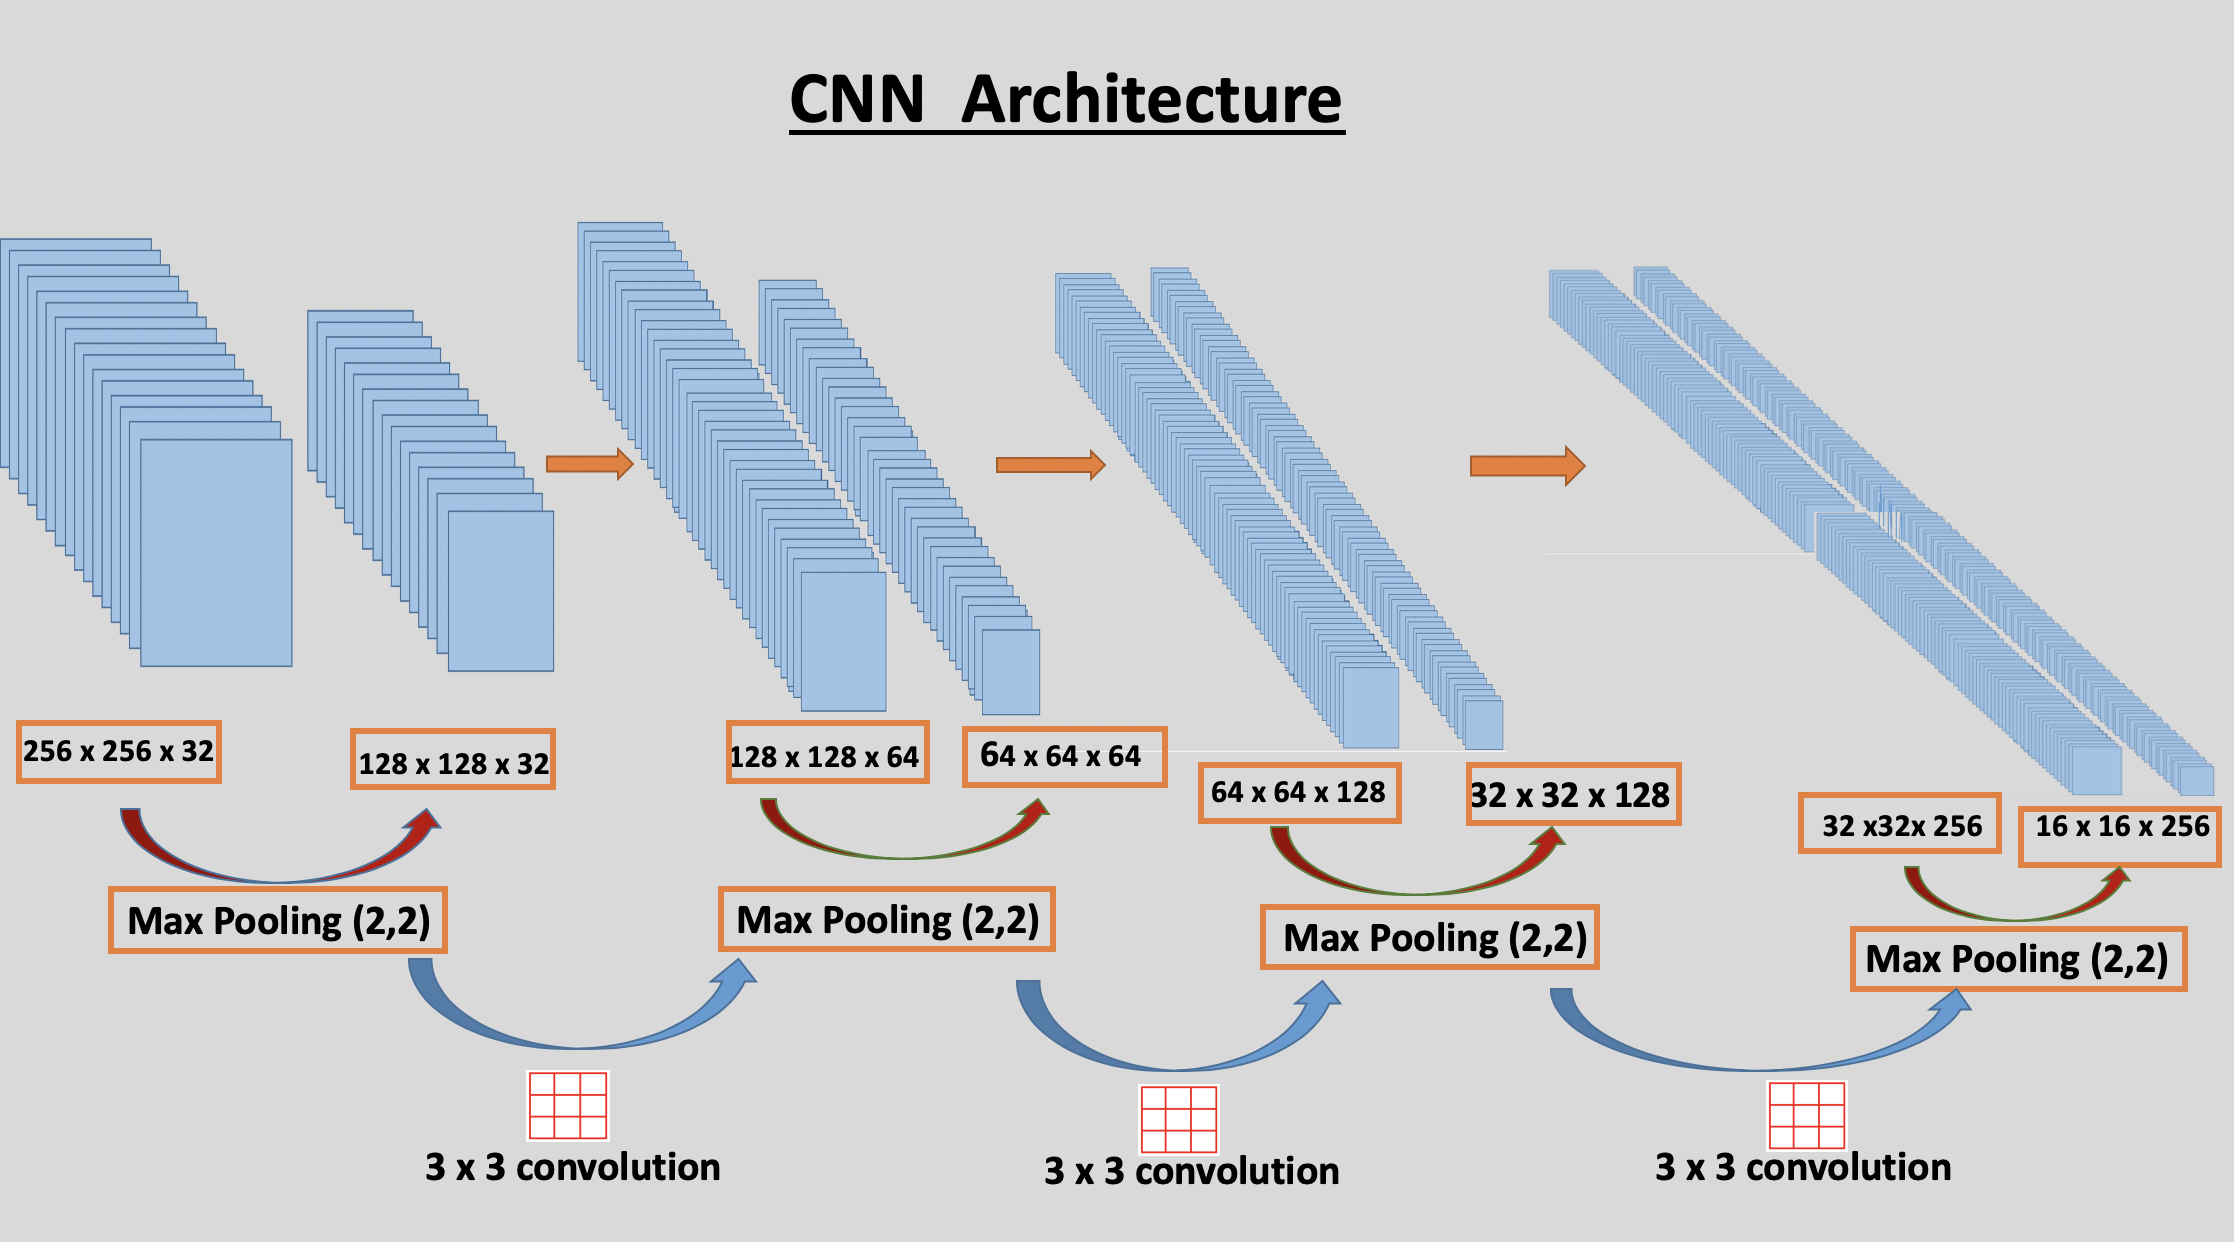 CNN Architecture
256 x 256 x 32
128 x 128 x 32
128 x 128 x 64
64 x 64 x 64
64 x 64 x 128
32 x 32 x 128
32 x32x 256
16 x 16 x 256
Max Pooling (2,2)
Max Pooling (2,2)
Max Pooling (2,2)
Max Pooling (2,2)
3 x 3 convolution
3 x 3 convolution
3 x 3 convolution